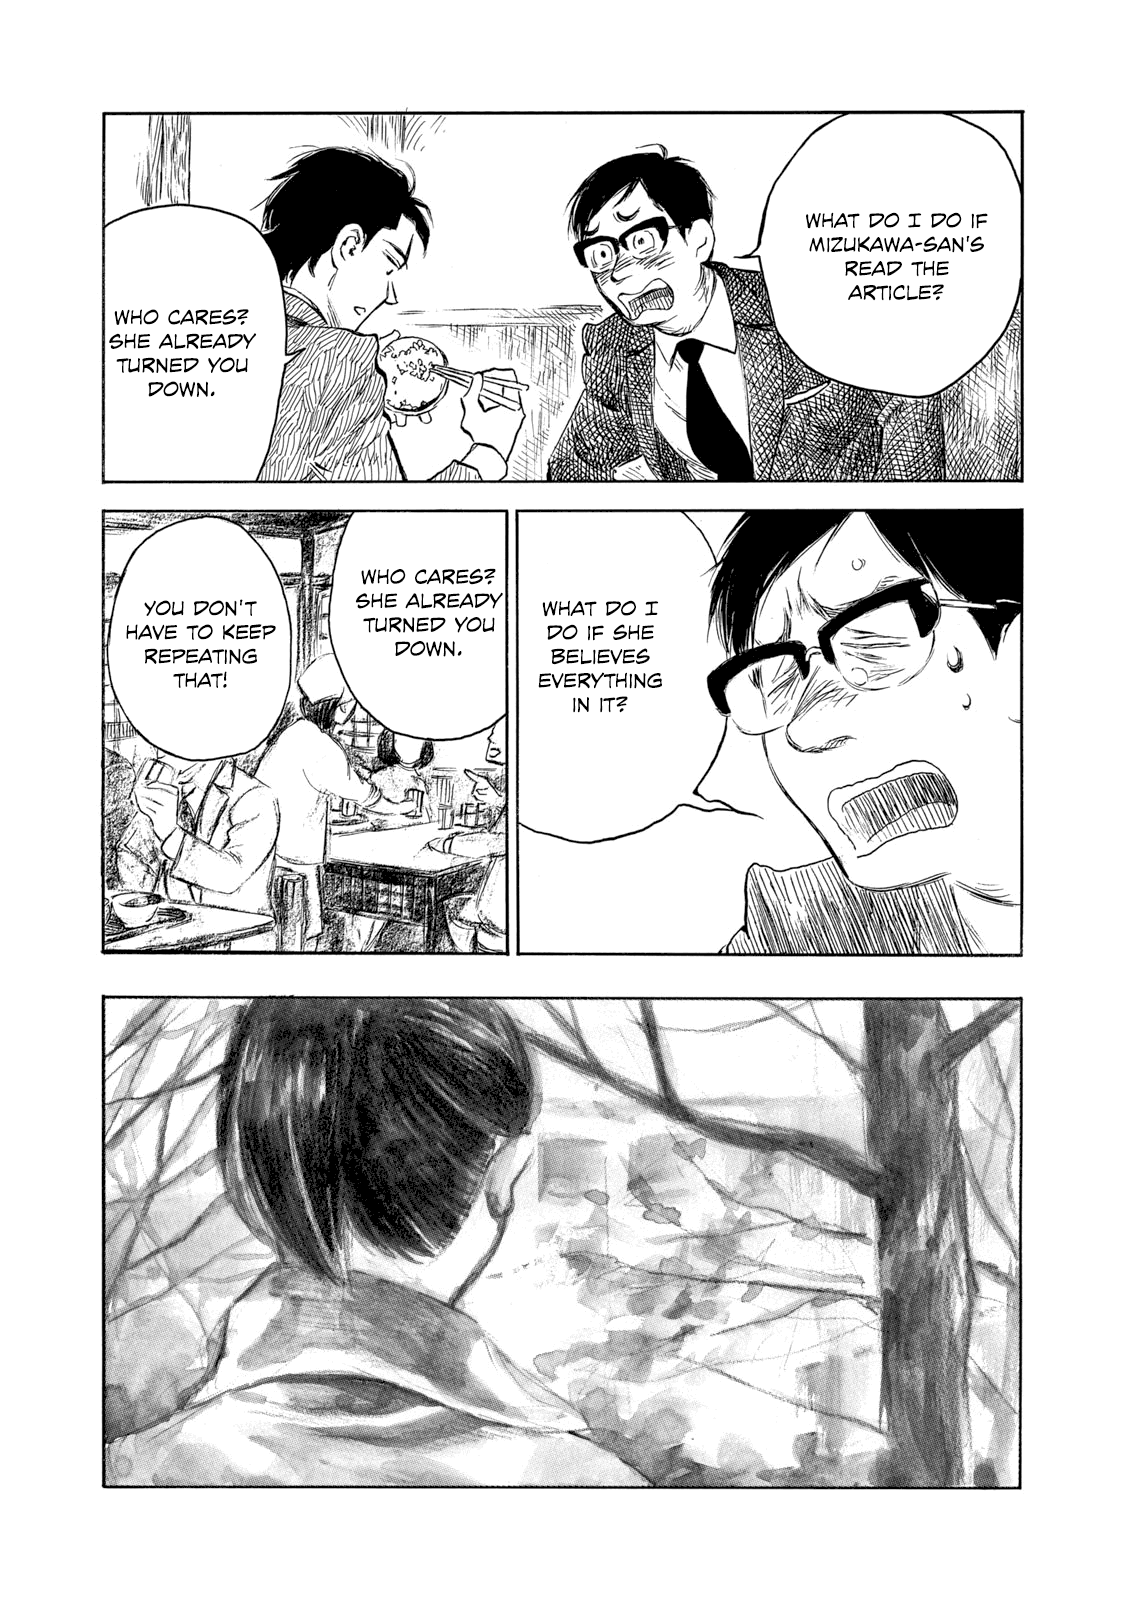 WHAT DO I DO IF
MIZUKAWA-SAN'S
READ THE
ARTICLE?
WHO CARES?
SHE ALREADY
TURNED YOU
DOWN.
WHAT DO I
DO IF SHE
BELIEVES
EVERYTHING
IN IT?
WHO CARES?
SHE ALREADY
TURNED YOU
DOWN.
YOU DON'T
HAVE TO KEEP
REPEATING
THAT!